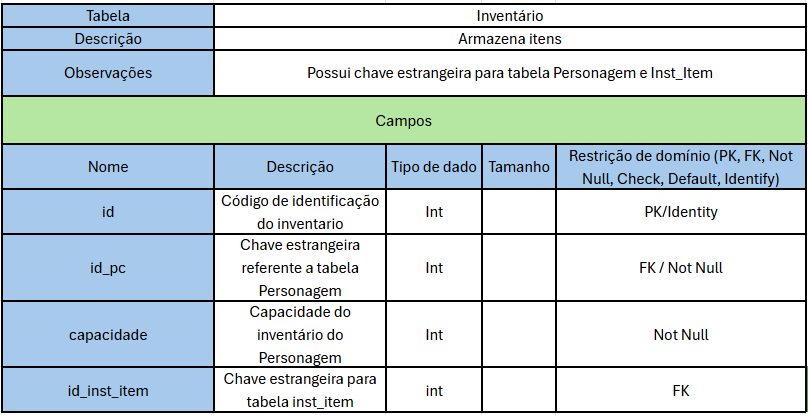 Tabela
Inventário
Descrição
Armazena itens
Observações
Possui chave estrangeira para tabela Personagem e Inst_Item
Campos
Nome
Descrição
Tipo de dado
Tamanho
Restrição de domínio (PK, FK, Not
Null, Check, Default, Identify)
id
Código de identificação
do inventario
Int
PK/Identity
id_pc
Chave estrangeira
referente a tabela
Personagem
Int
FK / Not Null
capacidade
Capacidade do
inventário do
Personagem
Int
Not Null
id_inst_item
Chave estrangeira para
tabela inst_item
int
FK